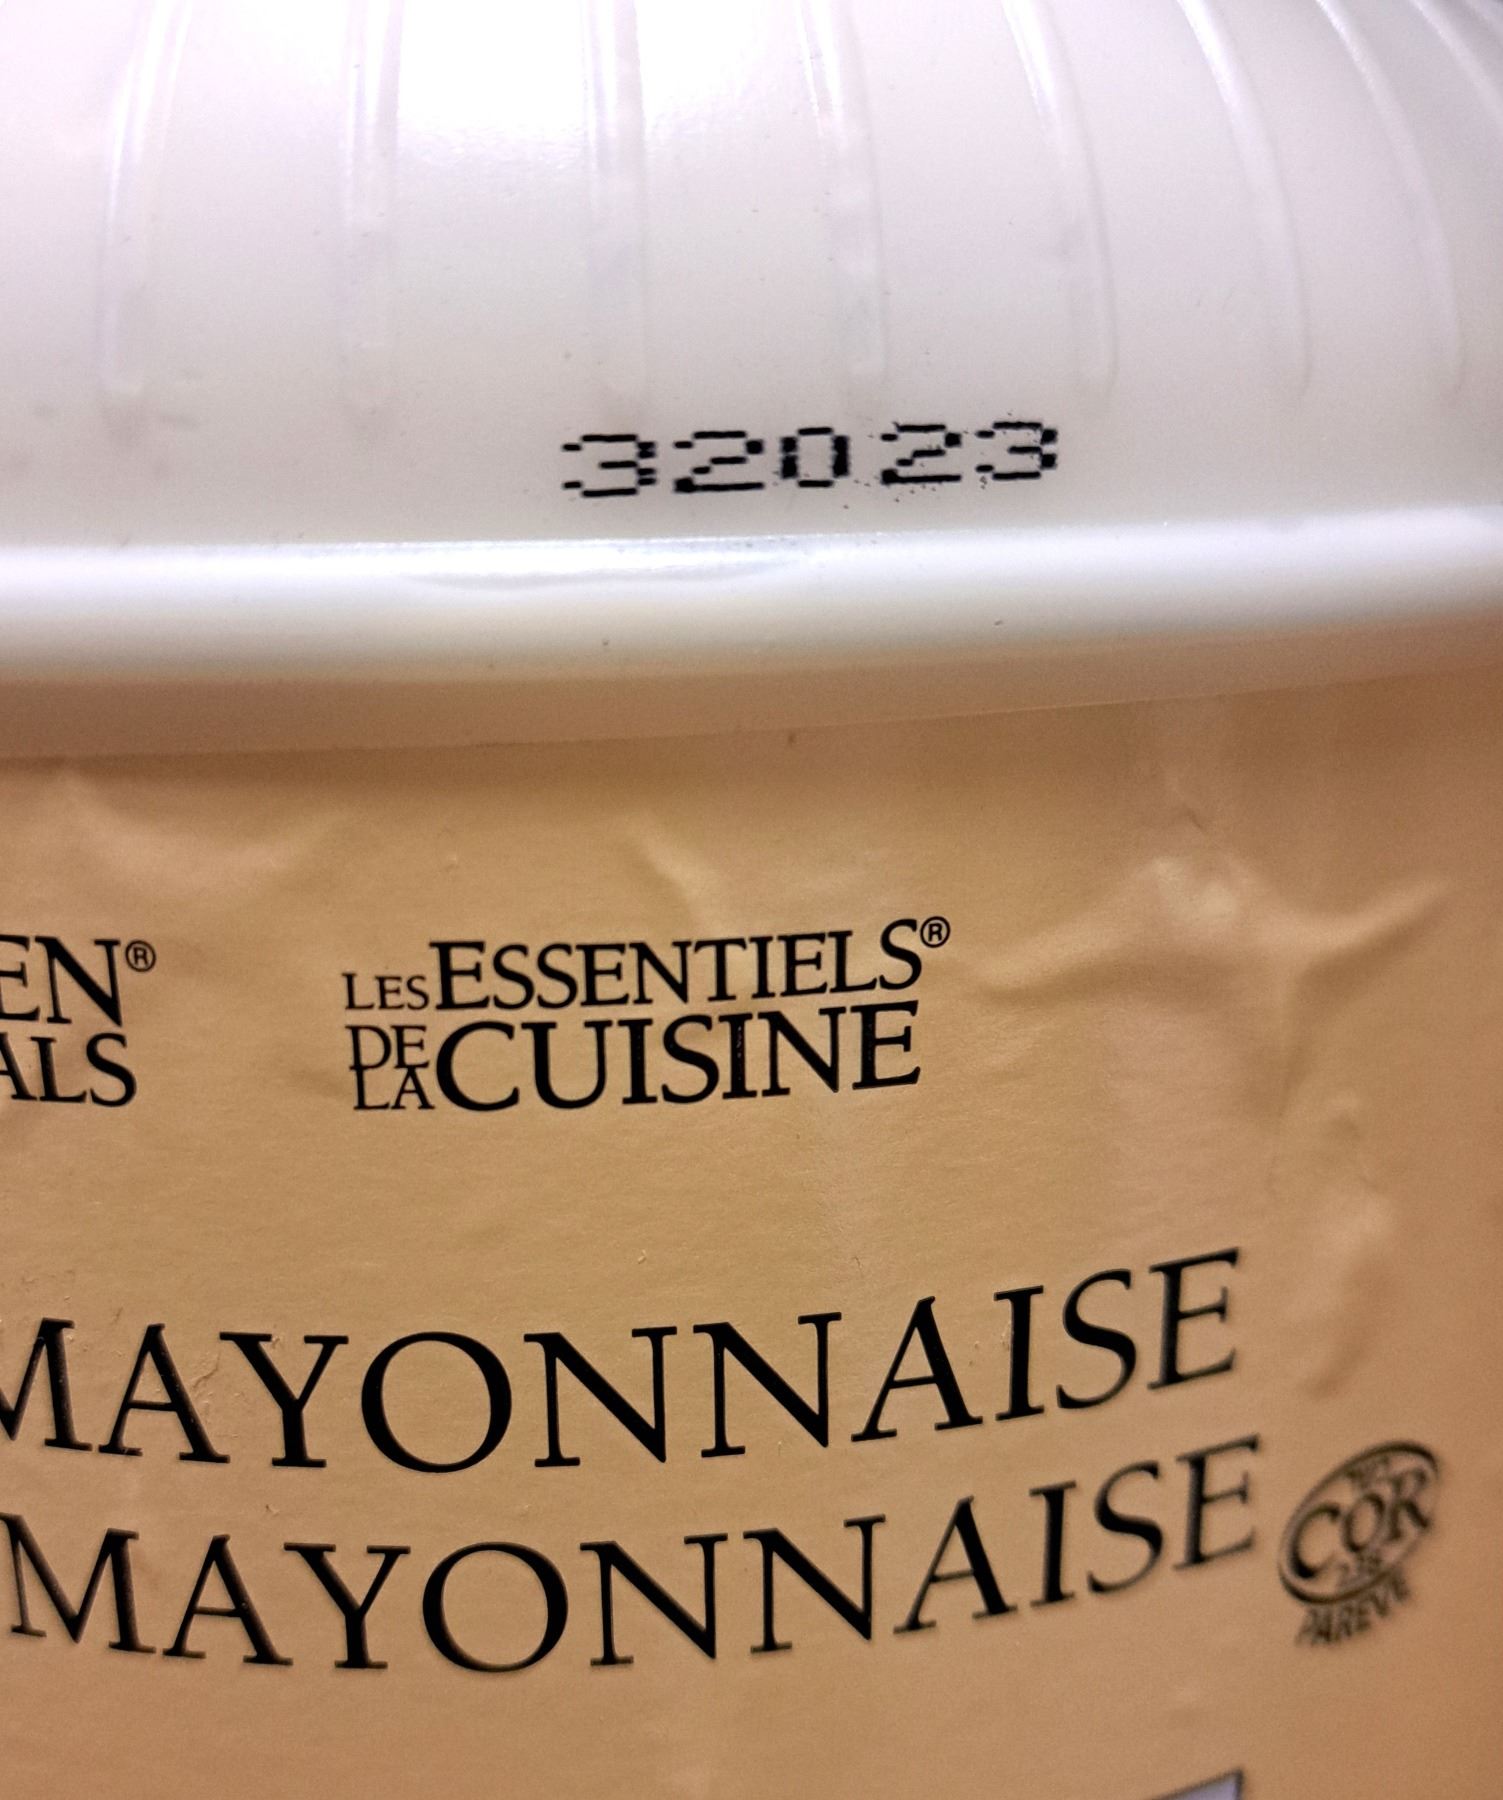 32023
EN®
ALS
LES ESSENTIELS®
DE LA CUISINE
MAYONNAISE
MAYONNAISE
COR
PAREVE